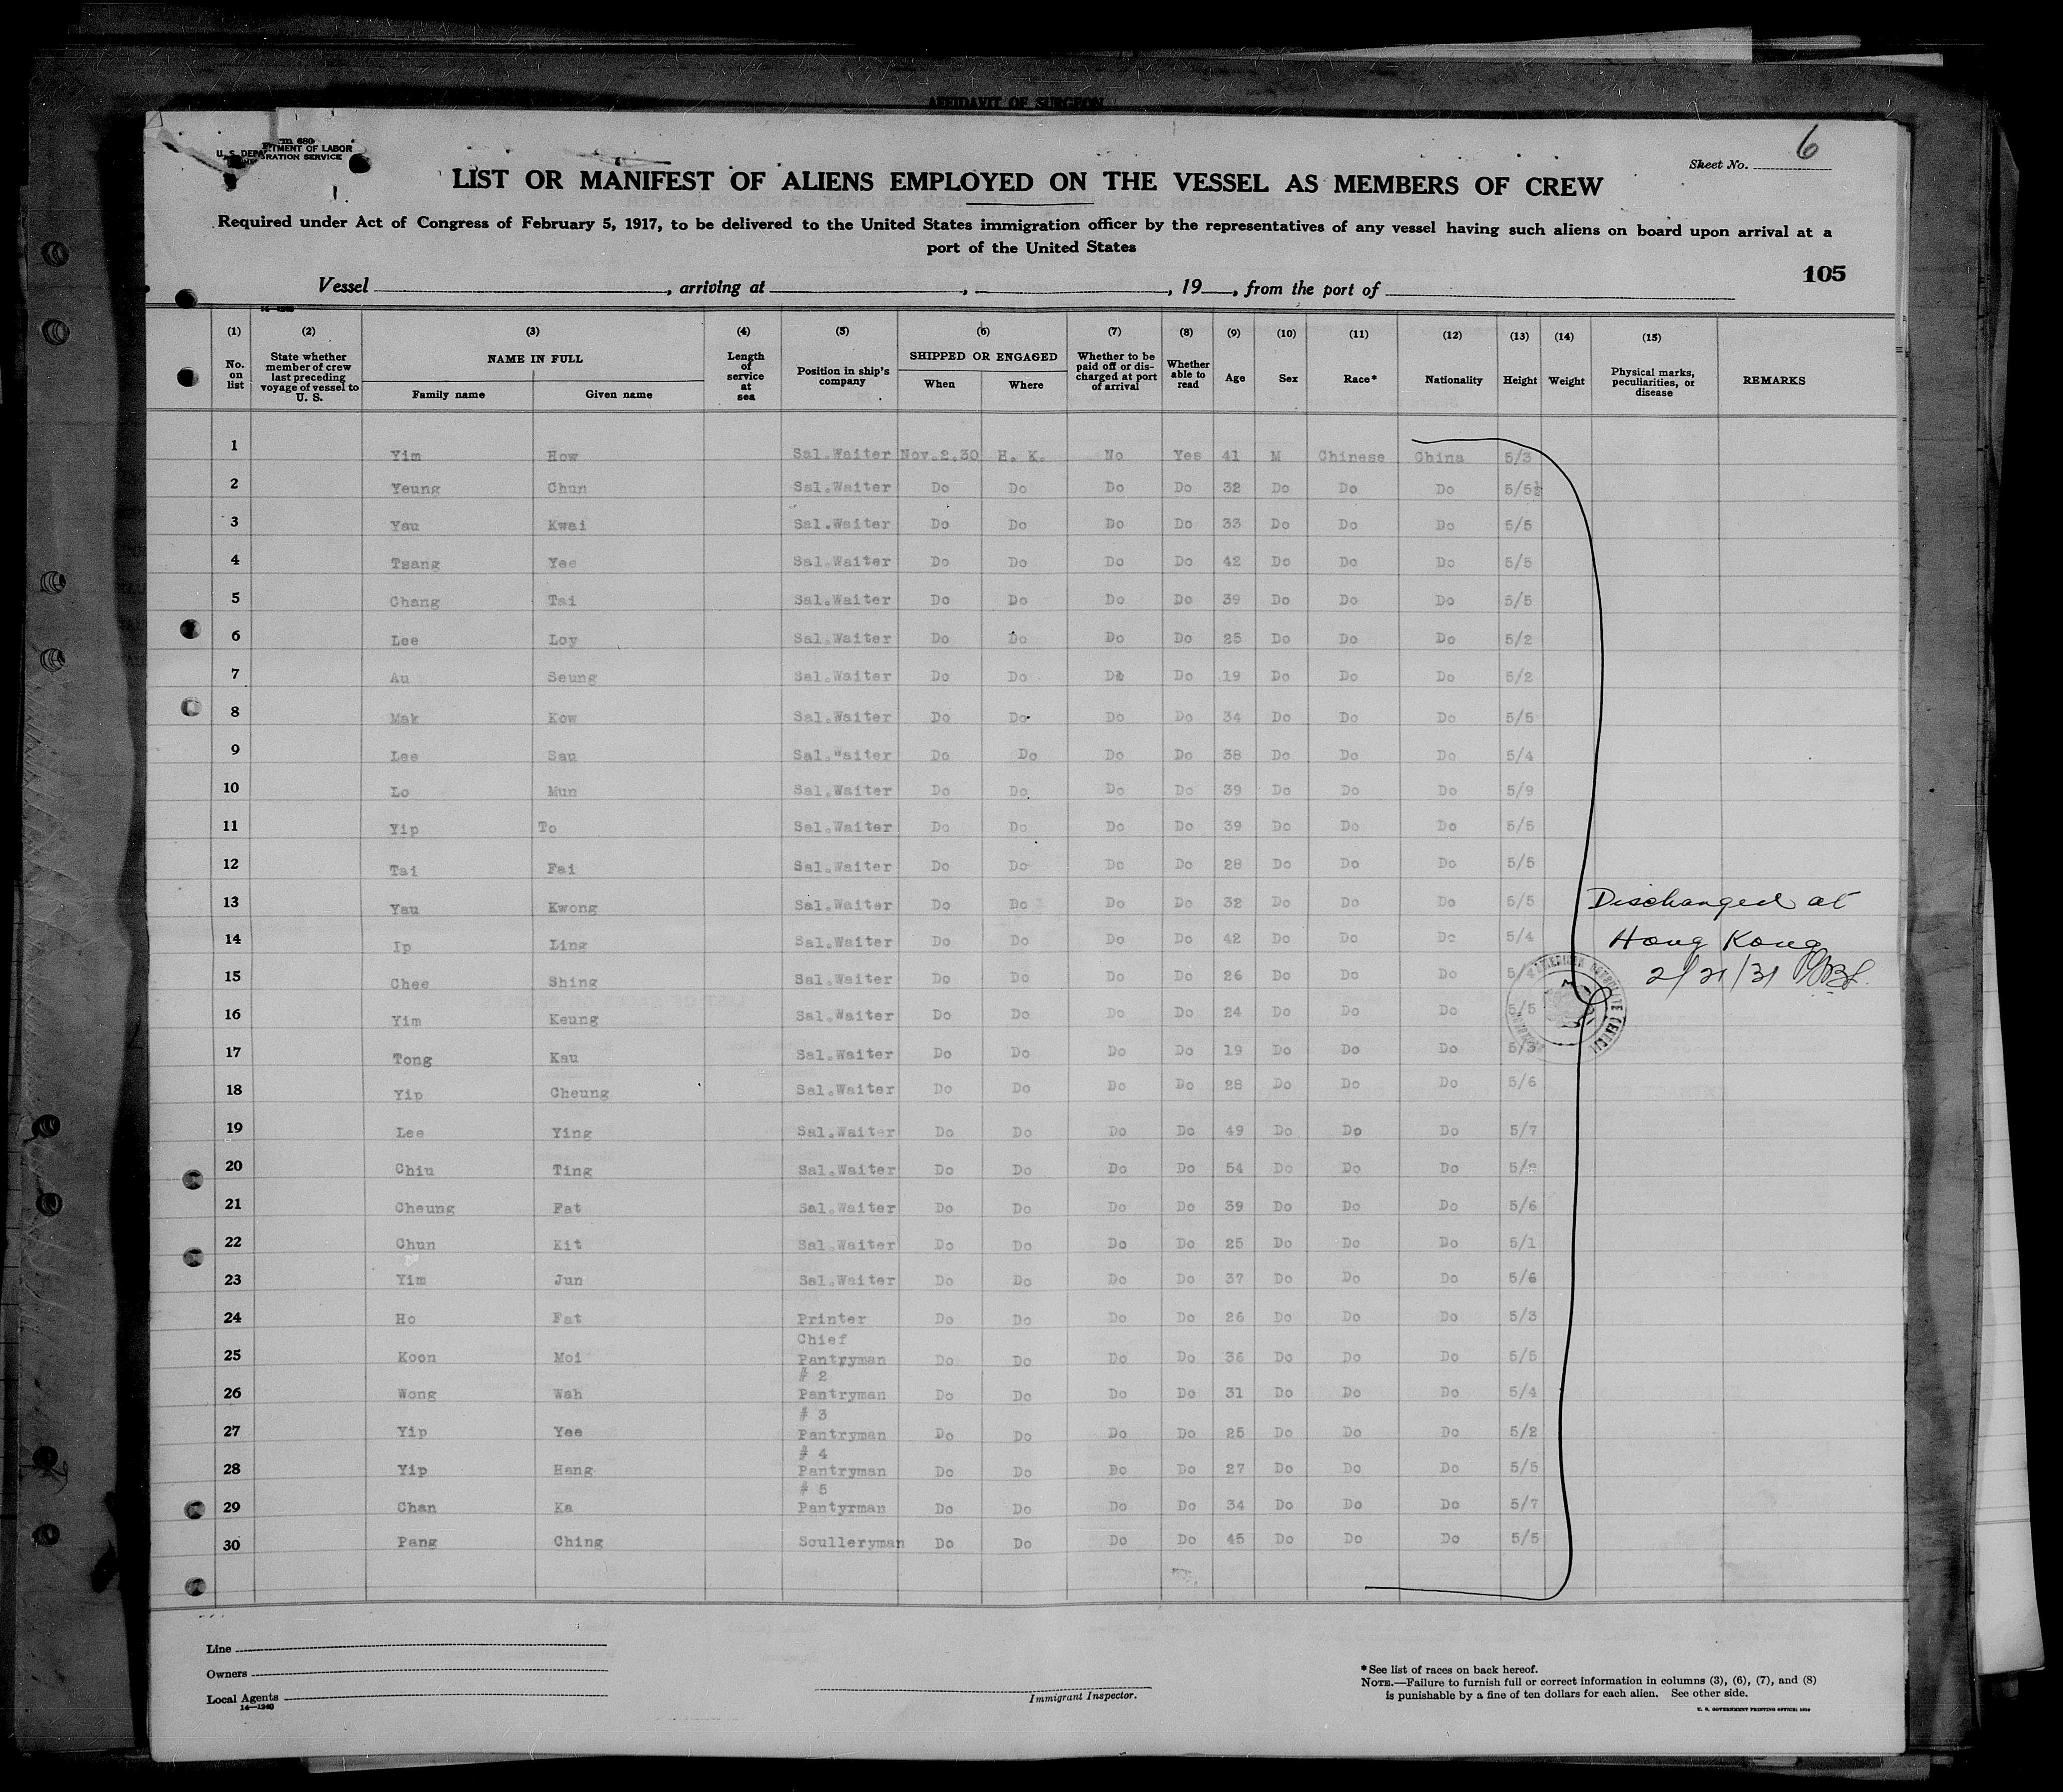 AFFIDAVIT OF SURGEON
m 680
U. S. DEPARTMENT OF LABOR
RATION SERVICE
Sheet No. 6
LIST OR MANIFEST OF ALIENS EMPLOYED ON THE VESSEL AS MEMBERS OF CREW
Required under Act of Congress of February 5, 1917, to be delivered to the United States immigration officer by the representatives of any vessel having such aliens on board upon arrival at a
port of the United States
105
Vessel , arriving at , , 19 , from the port of
(1) (2) (3) (4) (5) (6) (7) (8) (9) (10) (11) (12) (13) (14) (15)
No. on list State whether member of crew last preceding voyage of vessel to U. S. NAME IN FULL Family name Given name Length of service at sea Position in ship's company SHIPPED OR ENGAGED When Where Whether to be paid off or discharged at port of arrival Whether able to read Age Sex Race* Nationality Height Weight Physical marks, peculiarities, or disease REMARKS
1 Yim How Sal.Waiter Nov.2.30 H. K. No Yes 41 M Chinese China 5/3
2 Yeung Chun Sal.Waiter Do Do Do Do 32 Do Do Do 5/5½
3 Yau Kwai Sal.Waiter Do Do Do Do 33 Do Do Do 5/5
4 Tsang Yee Sal.Waiter Do Do Do Do 42 Do Do Do 5/5
5 Chang Tai Sal.Waiter Do Do Do Do 39 Do Do Do 5/5
6 Lee Loy Sal.Waiter Do Do Do Do 25 Do Do Do 5/2
7 Au Seung Sal.Waiter Do Do Do Do 19 Do Do Do 5/2
8 Mak Kow Sal.Waiter Do Do Do Do 34 Do Do Do 5/5
9 Lee Sau Sal.Waiter Do Do Do Do 38 Do Do Do 5/4
10 Lo Mun Sal.Waiter Do Do Do Do 39 Do Do Do 5/9
11 Yip To Sal.Waiter Do Do Do Do 39 Do Do Do 5/5
12 Tai Fai Sal.Waiter Do Do Do Do 28 Do Do Do 5/5
13 Yau Kwong Sal.Waiter Do Do Do Do 32 Do Do Do 5/5 Discharged at
14 Ip Ling Sal.Waiter Do Do Do Do 42 Do Do Do 5/4 Hong Kong
15 Chee Shing Sal.Waiter Do Do Do Do 26 Do Do Do 5/4 2/21/31
16 Yim Keung Sal.Waiter Do Do Do Do 24 Do Do Do 5/5
17 Tong Kau Sal.Waiter Do Do Do Do 19 Do Do Do 5/3
18 Yip Cheung Sal.Waiter Do Do Do Do 28 Do Do Do 5/6
19 Lee Ying Sal.Waiter Do Do Do Do 49 Do Do Do 5/7
20 Chiu Ting Sal.Waiter Do Do Do Do 54 Do Do Do
21 Cheung Fat Sal.Waiter Do Do Do Do 39 Do Do Do 5/6
22 Chun Kit Sal.Waiter Do Do Do Do 25 Do Do Do 5/1
23 Yim Jun Sal.Waiter Do Do Do Do 37 Do Do Do 5/6
24 Ho Fat Printer Do Do Do Do 26 Do Do Do 5/3
Chief
25 Koon Moi Pantryman Do Do Do Do 36 Do Do Do 5/5
# 2
26 Wong Wah Pantryman Do Do Do Do 31 Do Do Do 5/4
# 3
27 Yip Yee Pantryman Do Do Do Do 25 Do Do Do 5/2
# 4
28 Yip Hang Pantryman Do Do Do Do 27 Do Do Do 5/5
# 5
29 Chan Ka Pantyrman Do Do Do Do 34 Do Do Do 5/7
30 Pang Ching Sculleryman Do Do Do Do 45 Do Do Do 5/5
Line
Owners
Local Agents
14—1240
Immigrant Inspector.
*See list of races on back hereof.
NOTE.—Failure to furnish full or correct information in columns (3), (6), (7), and (8)
is punishable by a fine of ten dollars for each alien. See other side.
U. S. GOVERNMENT PRINTING OFFICE: